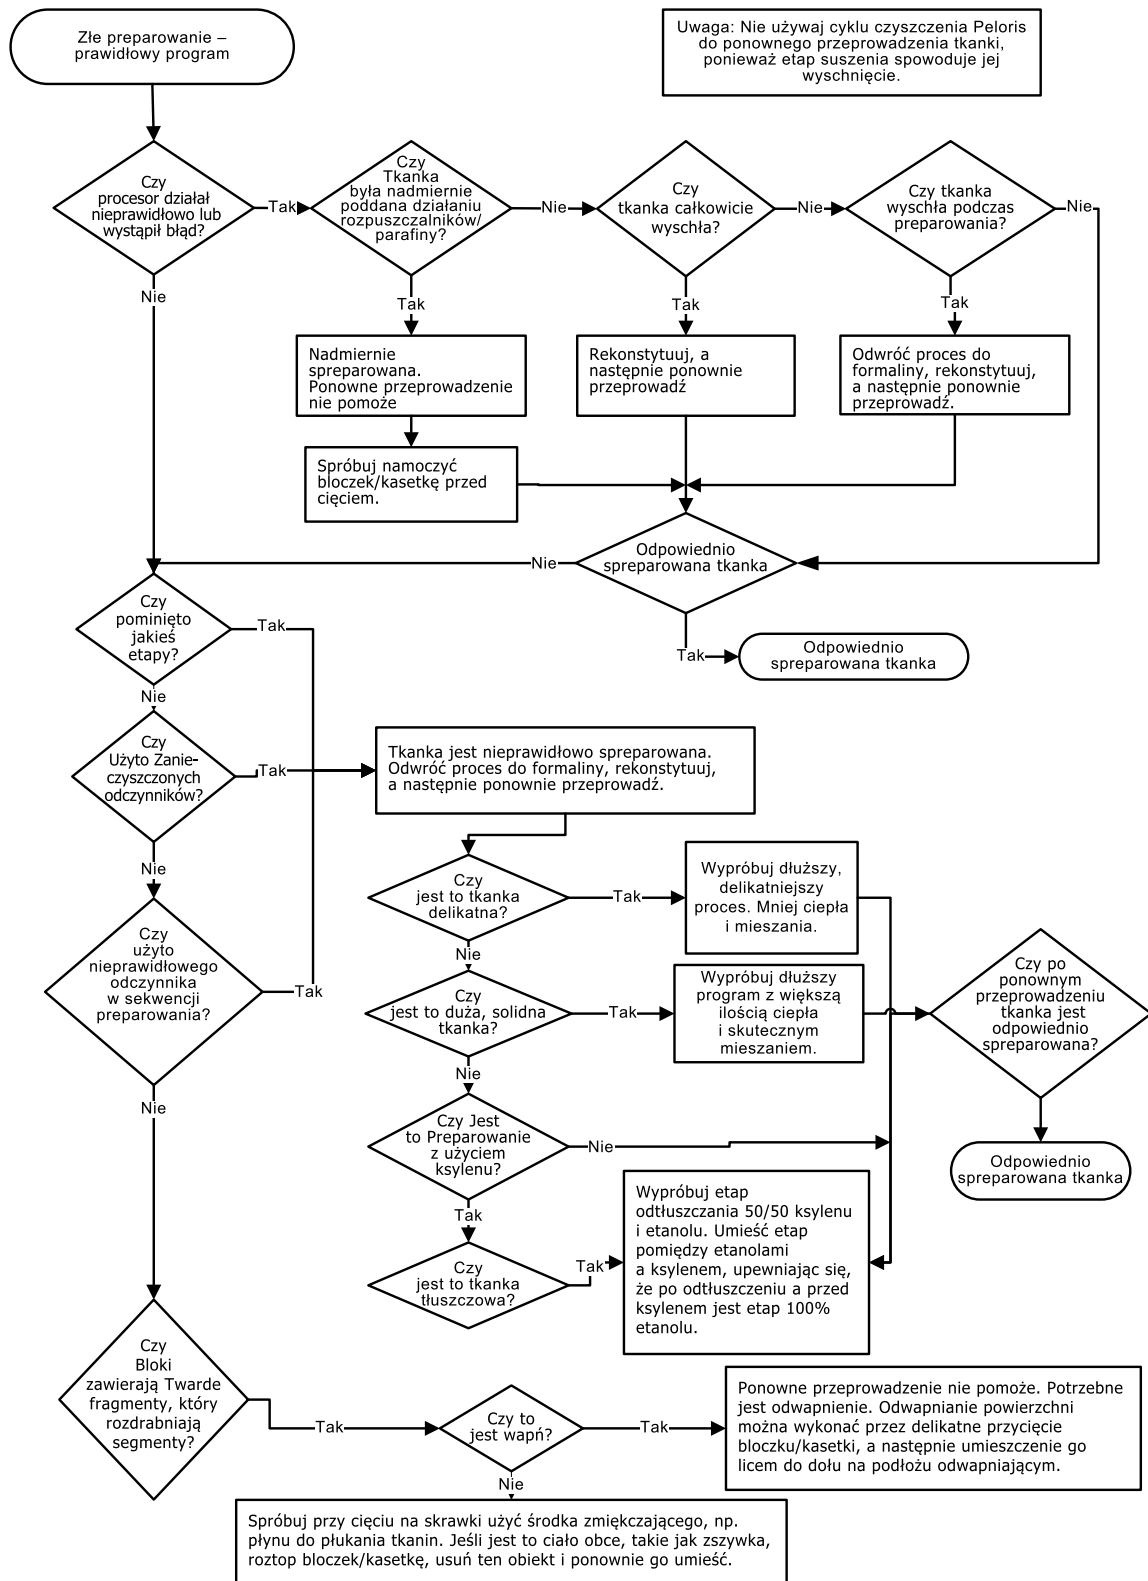 Złe preparowanie –
prawidłowy program
Uwaga: Nie używaj cyklu czyszczenia Peloris
do ponownego przeprowadzenia tkanki,
ponieważ etap suszenia spowoduje jej
wyschnięcie.
Czy
procesor działał
nieprawidłowo lub
wystąpił błąd?
Tak
Czy
Tkanka
była nadmiernie
poddana działaniu
rozpuszczalników/
parafiny?
Nie
Czy
tkanka całkowicie
wyschła?
Nie
Czy tkanka
wyschła podczas
preparowania?
Nie
Nie
Tak
Tak
Tak
Nadmiernie
spreparowana.
Ponowne przeprowadzenie
nie pomoże
Rekonstytuuj, a
następnie ponownie
przeprowadź
Odwróć proces do
formaliny, rekonstytuuj,
a następnie ponownie
przeprowadź.
Spróbuj namoczyć
bloczek/kasetkę przed
cięciem.
Odpowiednio
spreparowana tkanka
Nie
Tak
Odpowiednio
spreparowana tkanka
Czy
pominięto
jakieś
etapy?
Tak
Nie
Czy
Użyto Zanie-
czyszczonych
odczynników?
Tak
Tkanka jest nieprawidłowo spreparowana.
Odwróć proces do formaliny, rekonstytuuj,
a następnie ponownie przeprowadź.
Nie
Czy
użyto
nieprawidłowego
odczynnika
w sekwencji
preparowania?
Tak
Czy
jest to tkanka
delikatna?
Tak
Wypróbuj dłuższy,
delikatniejszy
proces. Mniej ciepła
i mieszania.
Nie
Czy
jest to duża, solidna
tkanka?
Tak
Wypróbuj dłuższy
program z większą
ilością ciepła
i skutecznym
mieszaniem.
Czy po
ponownym
przeprowadzeniu
tkanka jest
odpowiednio
spreparowana?
Nie
Nie
Czy Jest
to Preparowanie
z użyciem
ksylenu?
Nie
Odpowiednio
spreparowana tkanka
Tak
Czy
jest to tkanka
tłuszczowa?
Tak
Wypróbuj etap
odtłuszczania 50/50 ksylenu
i etanolu. Umieść etap
pomiędzy etanolami
a ksylenem, upewniając się,
że po odtłuszczeniu a przed
ksylenem jest etap 100%
etanolu.
Czy
Bloki
zawierają Twarde
fragmenty, który
rozdrabniają
segmenty?
Tak
Czy to
jest wapń?
Tak
Ponowne przeprowadzenie nie pomoże. Potrzebne
jest odwapnienie. Odwapnianie powierzchni
można wykonać przez delikatne przycięcie
bloczku/kasetki, a następnie umieszczenie go
licem do dołu na podłożu odwapniającym.
Nie
Spróbuj przy cięciu na skrawki użyć środka zmiękczającego, np.
płynu do płukania tkanin. Jeśli jest to ciało obce, takie jak zszywka,
roztop bloczek/kasetkę, usuń ten obiekt i ponownie go umieść.